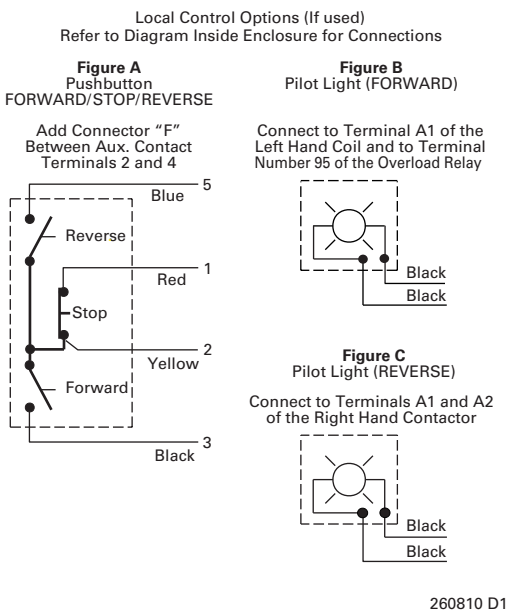 Local Control Options (If used)
Refer to Diagram Inside Enclosure for Connections
Figure A
Pushbutton
FORWARD/STOP/REVERSE
Add Connector “F”
Between Aux. Contact
Terminals 2 and 4
5
Blue
Reverse
1
Red
Stop
2
Yellow
Forward
3
Black
Figure B
Pilot Light (FORWARD)
Connect to Terminal A1 of the
Left Hand Coil and to Terminal
Number 95 of the Overload Relay
Black
Black
Figure C
Pilot Light (REVERSE)
Connect to Terminals A1 and A2
of the Right Hand Contactor
Black
Black
260810 D1